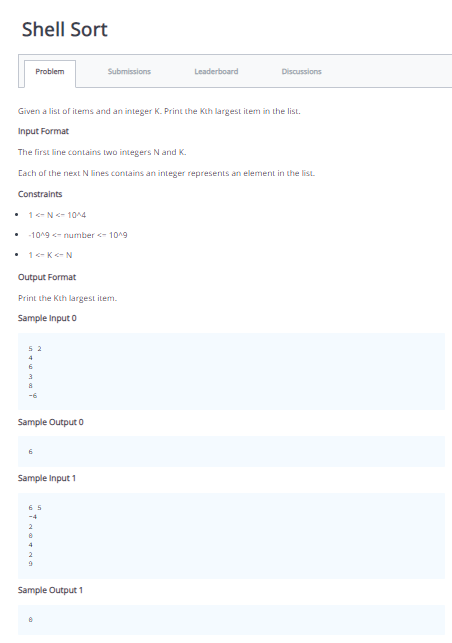 Shell Sort
Problem
Submissions
Leaderboard
Discussions
Given a list of items and an integer K. Print the Kth largest item in the list.
Input Format
The first line contains two integers N and K.
Each of the next N lines contains an integer represents an element in the list.
Constraints
• 1 <= N <= 10^4
• -10^9 <= number <= 10^9
• 1 <= K <= N
Output Format
Print the Kth largest item.
Sample Input 0
5 2
4
6
3
8
-6
Sample Output 0
6
Sample Input 1
6 5
-4
2
0
4
2
9
Sample Output 1
0